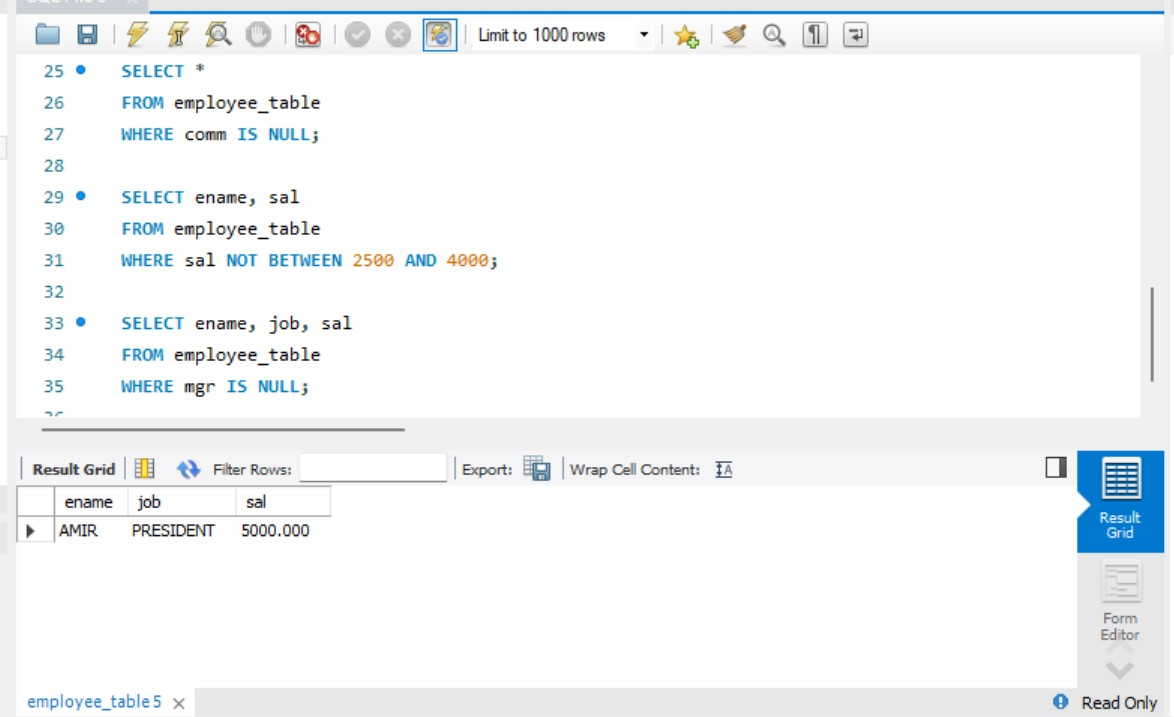 Limit to 1000 rows
25 SELECT *
26 FROM employee_table
27 WHERE comm IS NULL;
28
29 SELECT ename, sal
30 FROM employee_table
31 WHERE sal NOT BETWEEN 2500 AND 4000;
32
33 SELECT ename, job, sal
34 FROM employee_table
35 WHERE mgr IS NULL;
Result Grid Filter Rows: Export: Wrap Cell Content: IA
ename job sal
AMIR PRESIDENT 5000.000
Result
Grid
Form
Editor
employee_table 5 Read Only